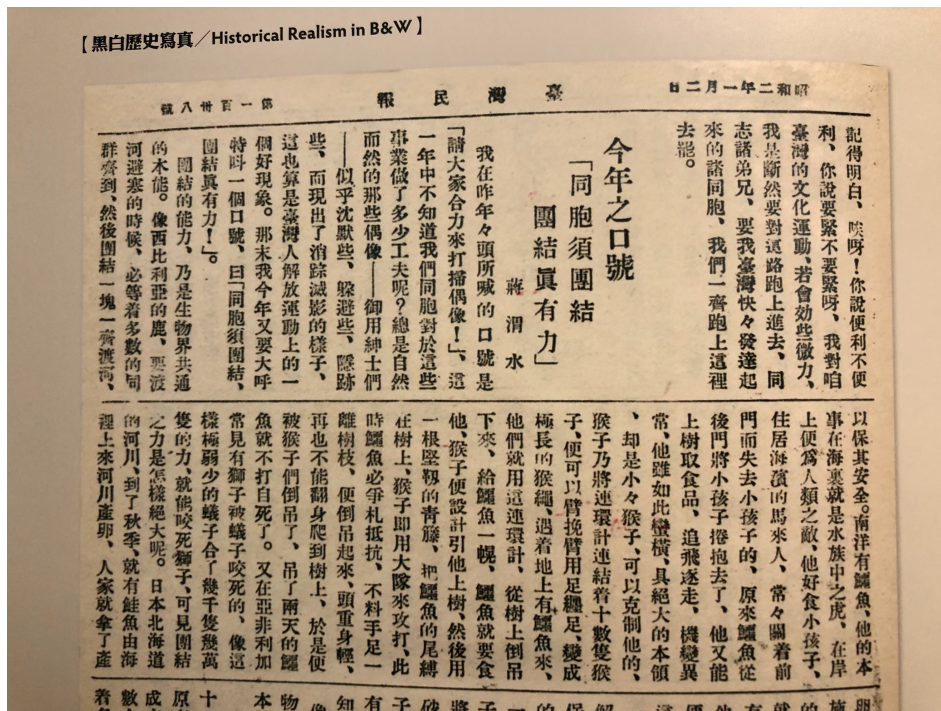 【黑白歷史寫真／Historical Realism in B&W】
昭和二年一月二日
臺灣民報
第一百卅八號
記得明白、唉呀！你說便利不便
利、你說要緊不要緊呀、我對咱
臺灣的文化運動、若會効些微力、
我是斷然要對這路跑上進去、同
志諸弟兄、要我臺灣快々發達起
來的諸同胞、我們一齊跑上這裡
去罷。
今年之口號
「同胞須團結
團結眞有力」
蔣渭水
我在昨年々頭所喊的口號是
「請大家合力來打掃偶像！」、這
一年中不知道我們同胞對於這些
事業做了多少工夫呢？總是自然
而然的那些偶像——御用紳士們
——似乎沈默些、躱避些、隱跡
些、而現出了消踪滅影的樣子、
這也算是臺灣人解放運動上的一
個好現象。那末我今年又要大呼
特呌一個口號、曰「同胞須團結、
團結眞有力！」。
團結的能力、乃是生物界共通
的本能。像西比利亞的鹿、要渡
河避寒的時候、必等着多數的同
群齊到、然後團結一塊一齊渡河、
以保其安全。南洋有鱷魚、他的本
事在海裏就是水族中之虎、在岸
上便爲人類之敵、他好食小孩子、
住居海濱的馬來人、常々關着前
門而失去小孩子的、原來鱷魚從
後門將小孩子捲抱去了、他又能
上樹取食品、追飛逐走、機變異
常、他雖如此蠻橫、具絕大的本領
、却是小々猴子、可以克制他的、
猴子乃將連環計連結着十數隻猴
子、便可以臂挽臂用足纏足、變成
極長的猴繩、遇着地上有鱷魚來、
他們就用這連環計、從樹上倒吊
下來、給鱷魚一幌、鱷魚就要食
他、猴子便設計引他上樹、然後用
一根堅韌的靑藤、把鱷魚的尾縛
在樹上、猴子即用大隊來攻打、此
時鱷魚必爭札抵抗、不料手足一
離樹枝、便倒吊起來、頭重身輕、
再也不能翻身爬到樹上、於是便
被猴子們倒吊了、吊了兩天的鱷
魚就不打自死了。又在亞非利加
常見有獅子被蟻子咬死的、像這
樣極弱少的蟻子合了幾千隻幾萬
隻的力、就能咬死獅子、可見團結
之力是怎樣絕大呢。日本北海道
的河川、到了秋季、就有鮭魚由海
裡上來河川產卵、人家就拿了產